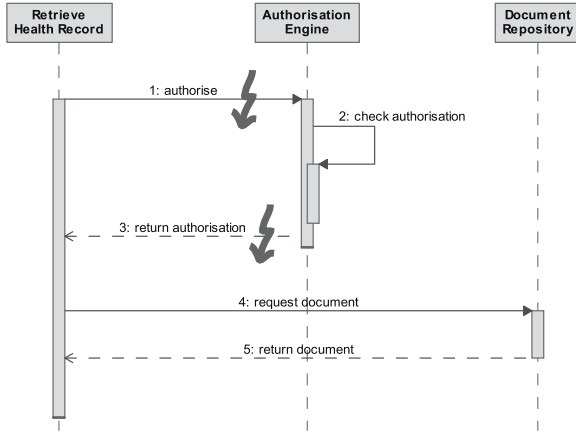 Retrieve
Health Record
Authorisation
Engine
Document
Repository
1: authorise
2: check authorisation
3: return authorisation
4: request document
5: return document